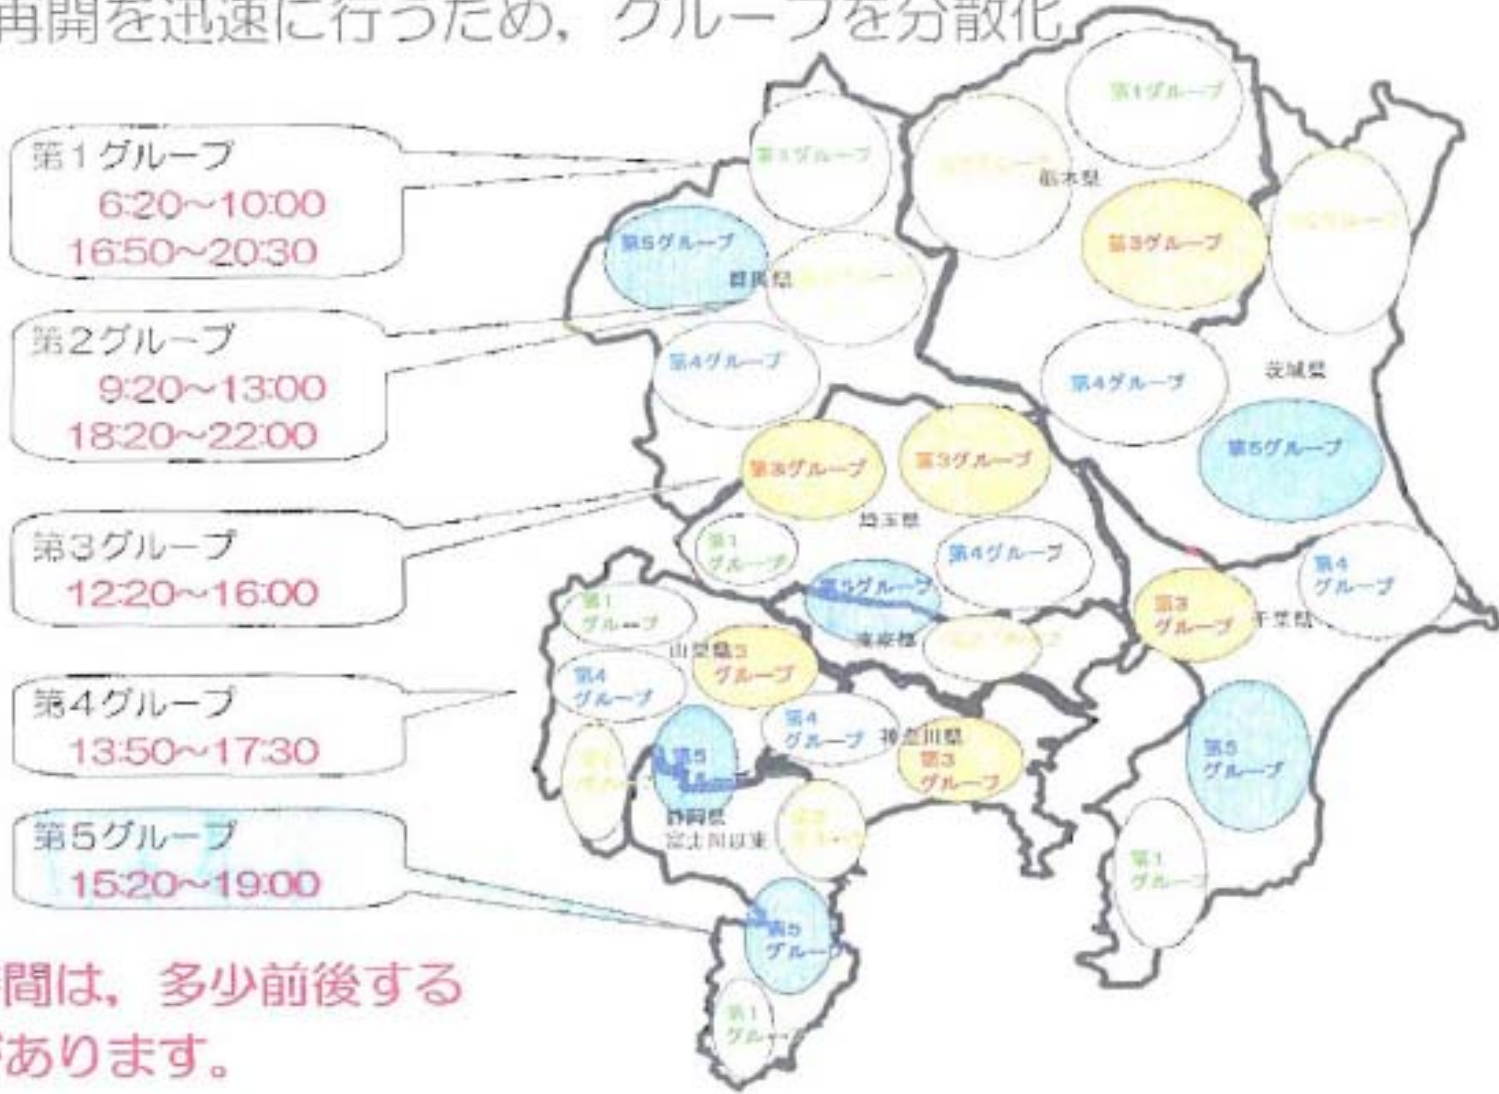 再開を迅速に行うため，グループを分散化
第1グループ
6:20～10:00
16:50～20:30
第2グループ
9:20～13:00
18:20～22:00
第3グループ
12:20～16:00
第4グループ
13:50～17:30
第5グループ
15:20～19:00
間は，多少前後する
があります。
第1グループ
第1グループ
栃木県
第3グループ
第5グループ
群馬県
第4グループ
第4グループ
茨城県
第5グループ
第3グループ
第3グループ
埼玉県
第1
グループ
第4グループ
第5グループ
東京都
第4
グループ
第3
グループ
千葉県
第1
グループ
山梨県
第3
グループ
第4
グループ
第5
グループ
第4
グループ
神奈川県
第3
グループ
静岡県
富士川以東
第5
グループ
第1
グループ
第5
グループ
第1
グループ